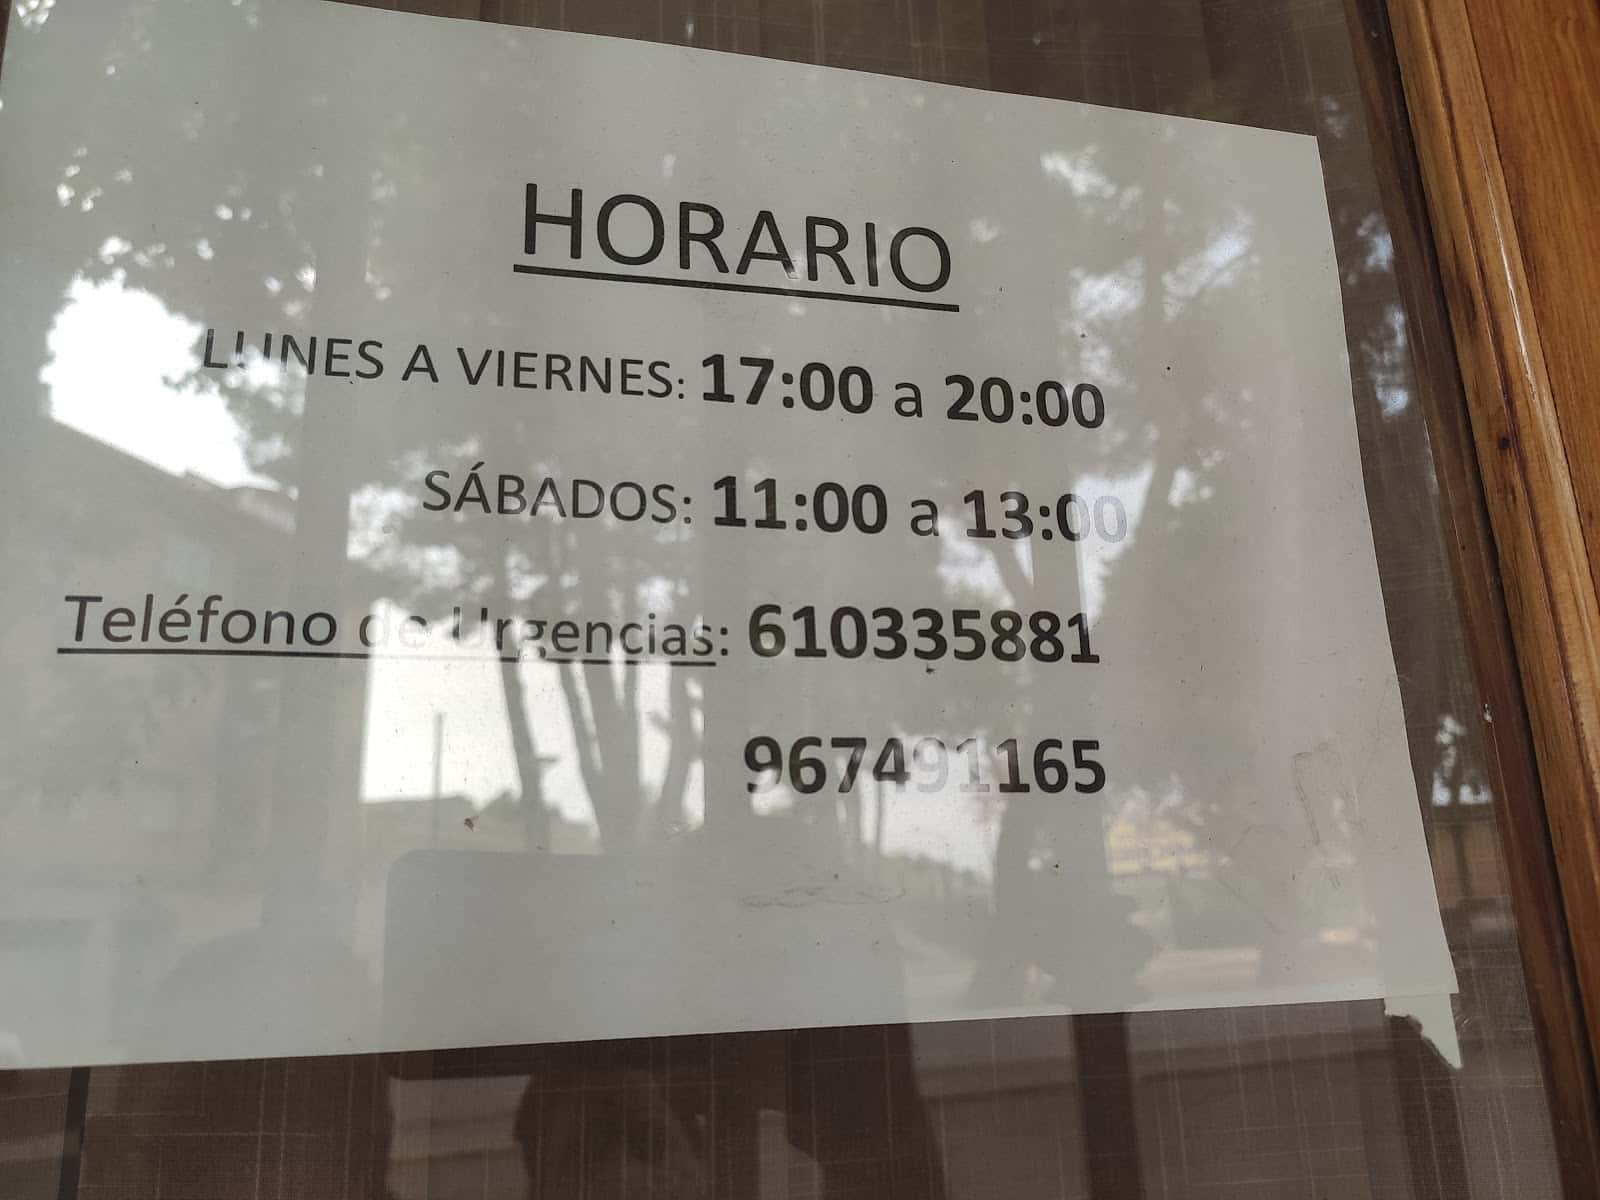 HORARIO
LUNES A VIERNES: 17:00 a 20:00
SÁBADOS: 11:00 a 13:00
Teléfono de Urgencias: 610335881
967491165